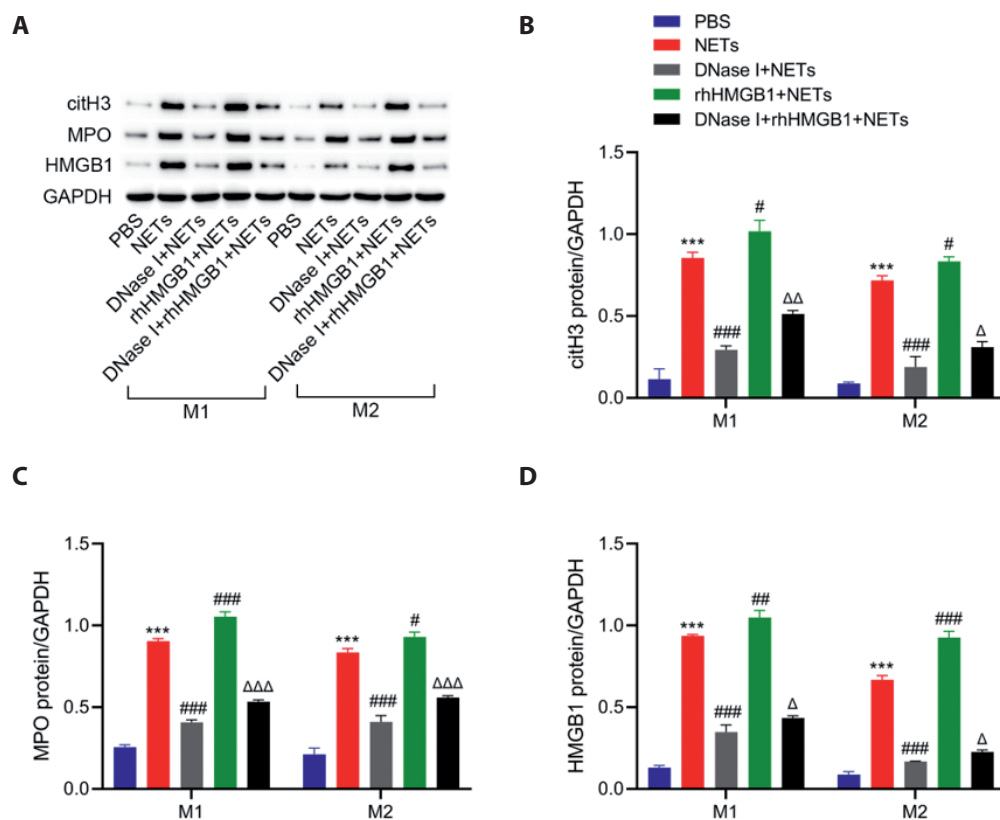 A
citH3
MPO
HMGB1
GAPDH
PBS
NETs
DNase I+NETs
rhHMGB1+NETs
DNase I+rhHMGB1+NETs
PBS
NETs
DNase I+NETs
rhHMGB1+NETs
DNase I+rhHMGB1+NETs
M1
M2
B
PBS
NETs
DNase I+NETs
rhHMGB1+NETs
DNase I+rhHMGB1+NETs
citH3 protein/GAPDH
1.5
1.0
0.5
0.0
***
###
#
ΔΔ
***
###
#
Δ
M1
M2
C
MPO protein/GAPDH
1.5
1.0
0.5
0.0
***
###
###
ΔΔΔ
***
###
#
ΔΔΔ
M1
M2
D
HMGB1 protein/GAPDH
1.5
1.0
0.5
0.0
***
###
##
Δ
***
###
###
Δ
M1
M2